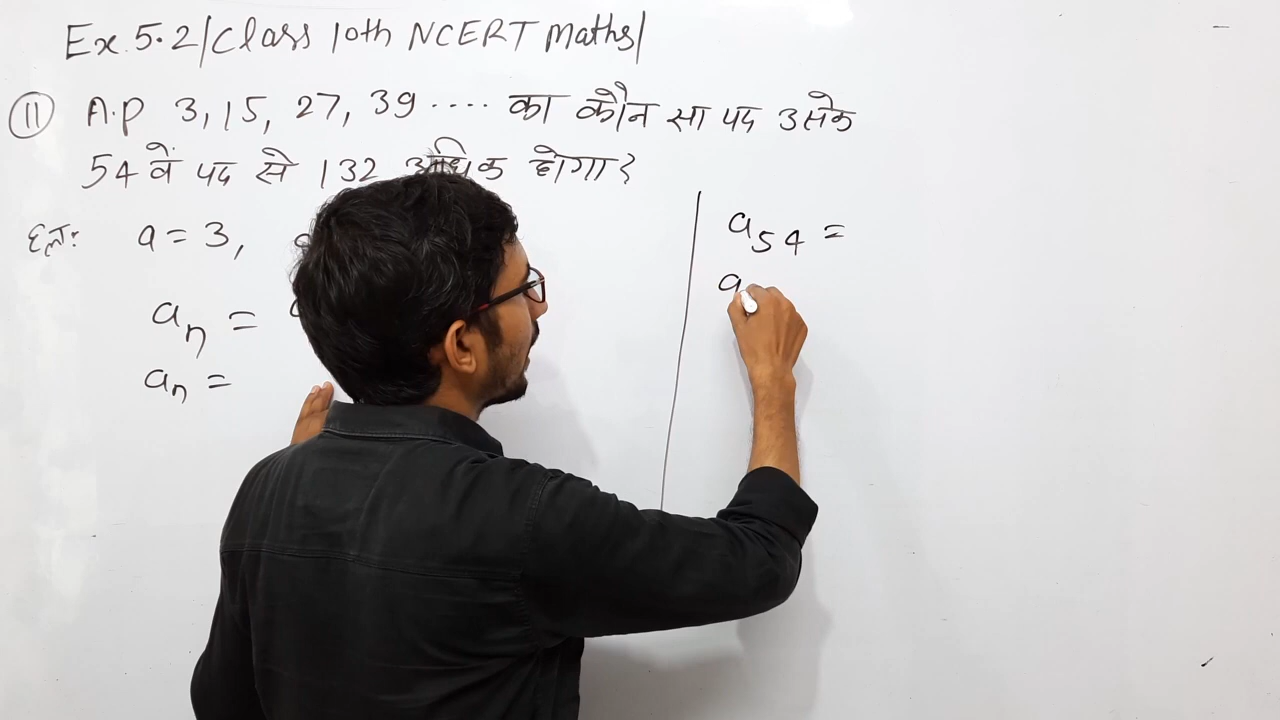 Ex. 5.2/Class 10th NCERT Maths/
11 A.P 3, 15, 27, 39 .... का कौन सा पद उसके
54 वें पद से 132 अधिक होगा?
हल: a = 3,
aₙ =
aₙ =
a₅₄ =
a